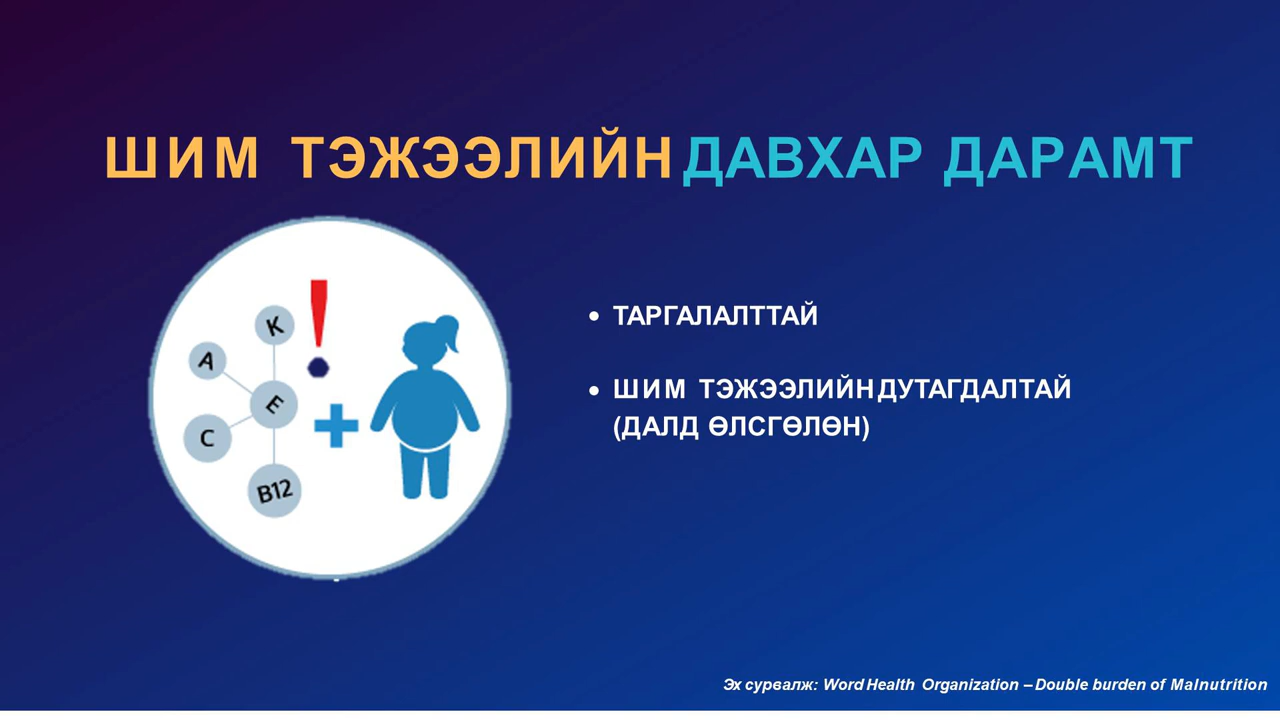 ШИМ ТЭЖЭЭЛИЙН ДАВХАР ДАРАМТ
K
A
E
C
B12
!
+
• ТАРГАЛАЛТТАЙ
• ШИМ ТЭЖЭЭЛИЙН ДУТАГДАЛТАЙ
(ДАЛД ӨЛСГӨЛӨН)
Эх сурвалж: Word Health Organization – Double burden of Malnutrition